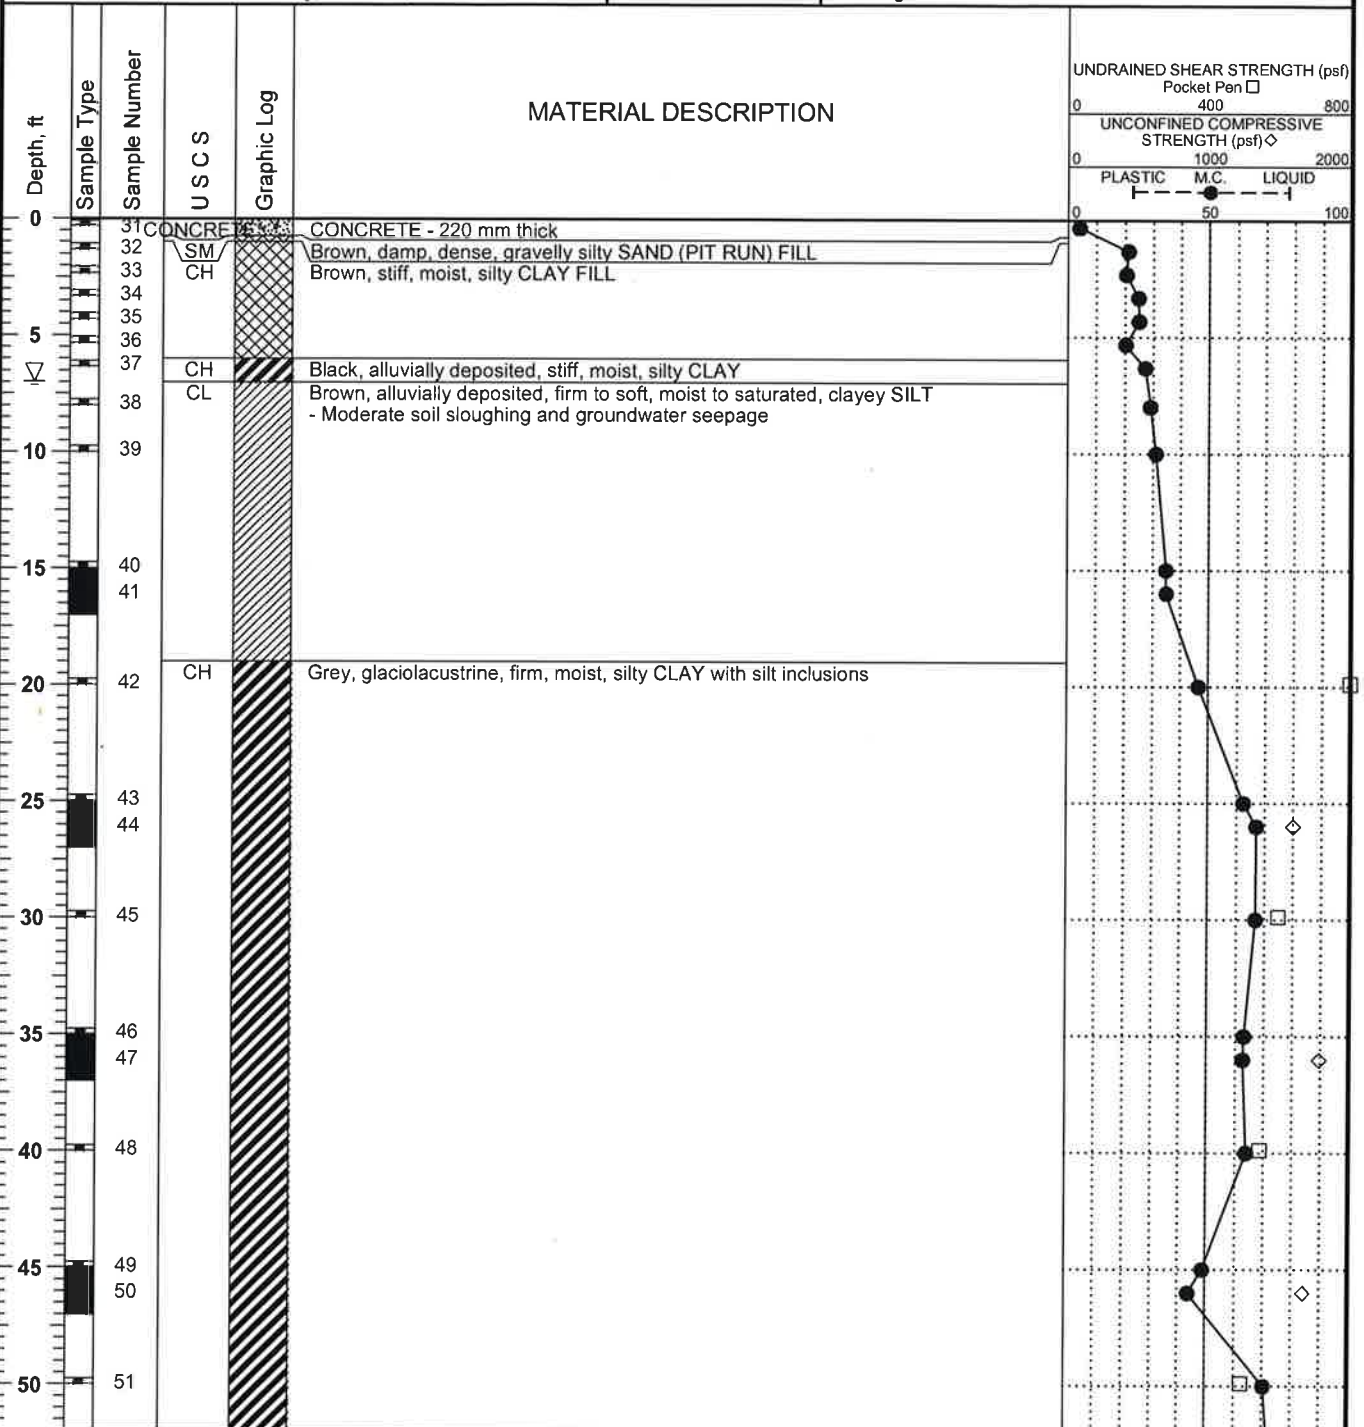 Depth, ft
Sample Type
Sample Number
U S C S
Graphic Log
MATERIAL DESCRIPTION
UNDRAINED SHEAR STRENGTH (psf)
Pocket Pen □
0 400 800
UNCONFINED COMPRESSIVE
STRENGTH (psf)◇
0 1000 2000
PLASTIC M.C. LIQUID
0 50 100
0
31 CONCRETE CONCRETE - 220 mm thick
32 SM Brown, damp, dense, gravelly silty SAND (PIT RUN) FILL
33 CH Brown, stiff, moist, silty CLAY FILL
34
35
5
36
37 CH Black, alluvially deposited, stiff, moist, silty CLAY
CL Brown, alluvially deposited, firm to soft, moist to saturated, clayey SILT
38 - Moderate soil sloughing and groundwater seepage
10 39
15 40
41
CH Grey, glaciolacustrine, firm, moist, silty CLAY with silt inclusions
20 42
25 43
44
30 45
35 46
47
40 48
45 49
50
50 51